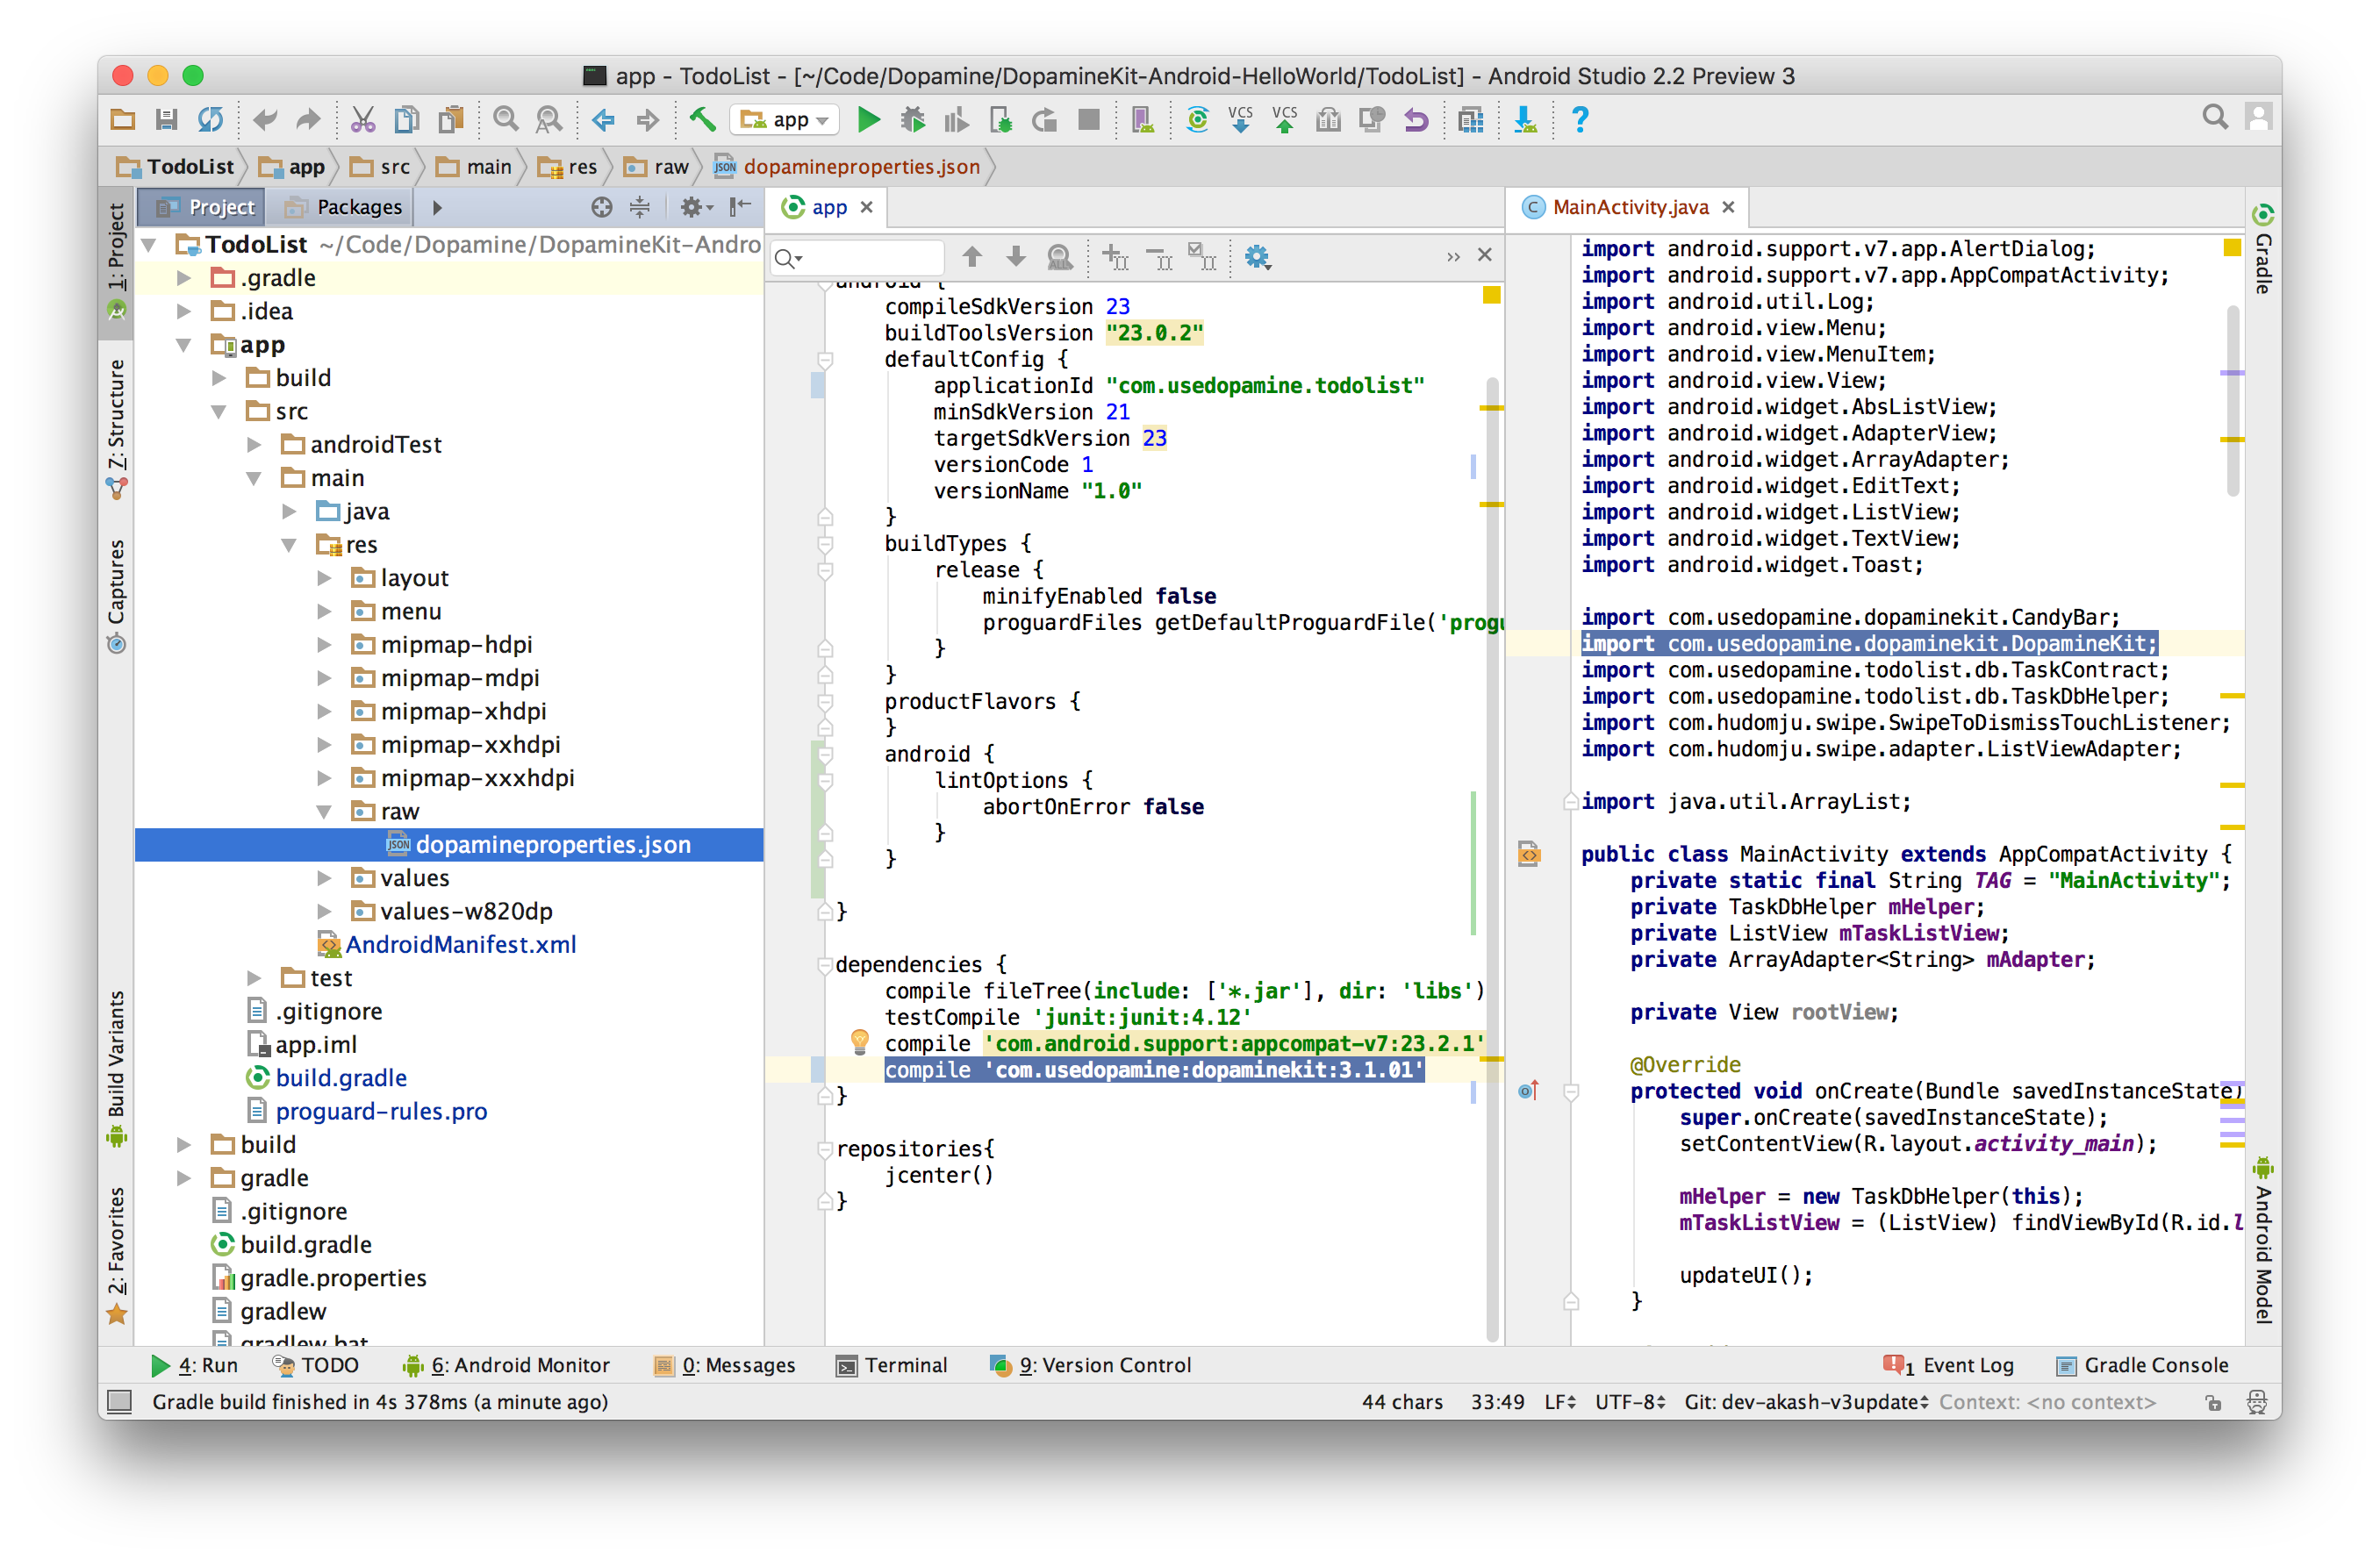 app - TodoList - [~/Code/Dopamine/DopamineKit-Android-HelloWorld/TodoList] - Android Studio 2.2 Preview 3
app
VCS VCS
?
TodoList app src main res raw JSON dopamineproperties.json
1: Project
7: Structure
Captures
Build Variants
2: Favorites
Project Packages
TodoList ~/Code/Dopamine/DopamineKit-Andro
.gradle
.idea
app
build
src
androidTest
main
java
res
layout
menu
mipmap-hdpi
mipmap-mdpi
mipmap-xhdpi
mipmap-xxhdpi
mipmap-xxxhdpi
raw
JSON dopamineproperties.json
values
values-w820dp
AndroidManifest.xml
test
.gitignore
app.iml
build.gradle
proguard-rules.pro
build
gradle
.gitignore
build.gradle
gradle.properties
gradlew
gradlew.bat
app
android {
compileSdkVersion 23
buildToolsVersion "23.0.2"
defaultConfig {
applicationId "com.usedopamine.todolist"
minSdkVersion 21
targetSdkVersion 23
versionCode 1
versionName "1.0"
}
buildTypes {
release {
minifyEnabled false
proguardFiles getDefaultProguardFile('progu
}
}
productFlavors {
}
android {
lintOptions {
abortOnError false
}
}
}
dependencies {
compile fileTree(include: ['*.jar'], dir: 'libs')
testCompile 'junit:junit:4.12'
compile 'com.android.support:appcompat-v7:23.2.1'
compile 'com.usedopamine:dopaminekit:3.1.01'
}
repositories{
jcenter()
}
C MainActivity.java
import android.support.v7.app.AlertDialog;
import android.support.v7.app.AppCompatActivity;
import android.util.Log;
import android.view.Menu;
import android.view.MenuItem;
import android.view.View;
import android.widget.AbsListView;
import android.widget.AdapterView;
import android.widget.ArrayAdapter;
import android.widget.EditText;
import android.widget.ListView;
import android.widget.TextView;
import android.widget.Toast;
import com.usedopamine.dopaminekit.CandyBar;
import com.usedopamine.dopaminekit.DopamineKit;
import com.usedopamine.todolist.db.TaskContract;
import com.usedopamine.todolist.db.TaskDbHelper;
import com.hudomju.swipe.SwipeToDismissTouchListener;
import com.hudomju.swipe.adapter.ListViewAdapter;
import java.util.ArrayList;
public class MainActivity extends AppCompatActivity {
private static final String TAG = "MainActivity";
private TaskDbHelper mHelper;
private ListView mTaskListView;
private ArrayAdapter<String> mAdapter;
private View rootView;
@Override
protected void onCreate(Bundle savedInstanceState)
super.onCreate(savedInstanceState);
setContentView(R.layout.activity_main);
mHelper = new TaskDbHelper(this);
mTaskListView = (ListView) findViewById(R.id.l
updateUI();
}
Gradle
Android Model
4: Run TODO 6: Android Monitor 0: Messages Terminal 9: Version Control 1 Event Log Gradle Console
Gradle build finished in 4s 378ms (a minute ago) 44 chars 33:49 LF UTF-8 Git: dev-akash-v3update Context: <no context>